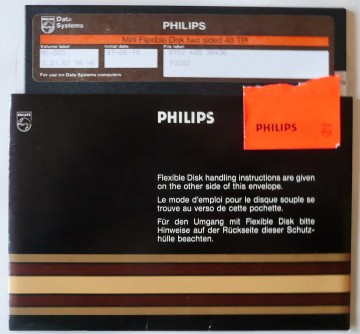 Data
Systems
PHILIPS
Mini Flexible Disk two sided 48 TPI
Volume label
Initial date
File label
For use on Data Systems computers
PHILIPS
PHILIPS
Flexible Disk handling instructions are given
on the other side of this envelope.
Le mode d'emploi pour le disque souple se
trouve au verso de cette pochette.
Für den Umgang mit Flexible Disk bitte
Hinweise auf der Rückseite dieser Schutz-
hülle beachten.